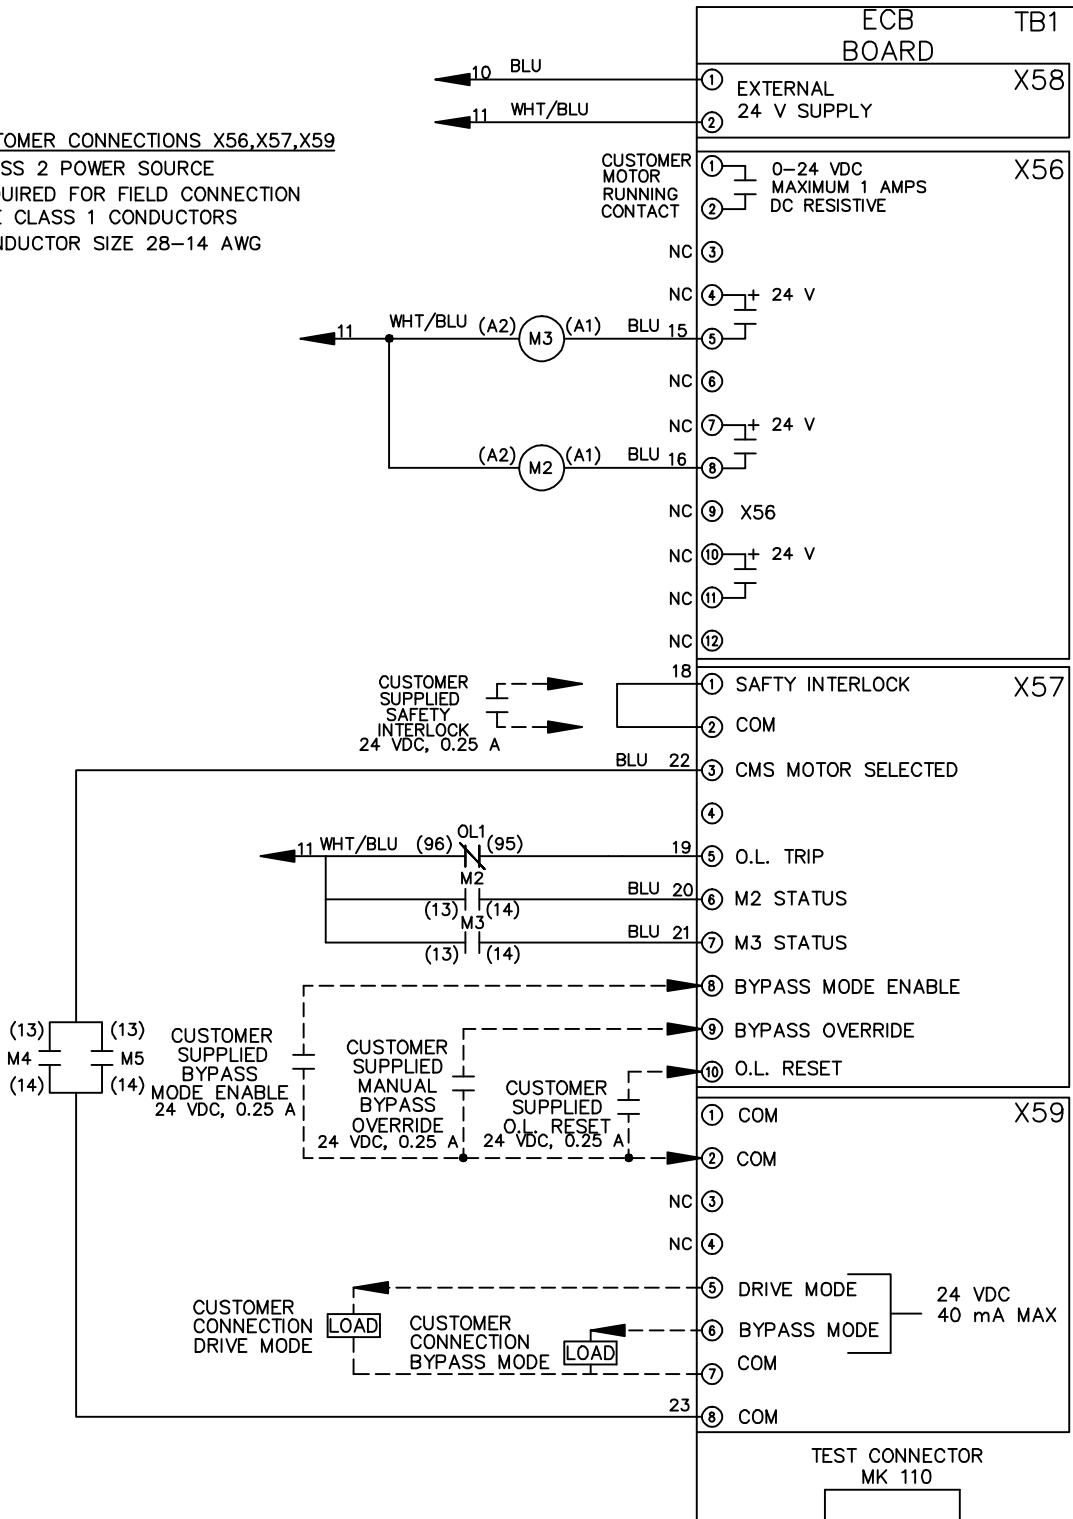 ECB TB1
BOARD
10 BLU
1 EXTERNAL X58
11 WHT/BLU
2 24 V SUPPLY
CUSTOMER CONNECTIONS X56,X57,X59
CLASS 2 POWER SOURCE
REQUIRED FOR FIELD CONNECTION
CLASS 1 CONDUCTORS
CONDUCTOR SIZE 28-14 AWG
CUSTOMER
MOTOR
RUNNING
CONTACT
1 0-24 VDC X56
MAXIMUM 1 AMPS
2 DC RESISTIVE
NC 3
NC 4 + 24 V
11 WHT/BLU (A2) M3 (A1) BLU 15 5
NC 6
NC 7 + 24 V
(A2) M2 (A1) BLU 16 8
NC 9 X56
NC 10 + 24 V
NC 11
NC 12
CUSTOMER
SUPPLIED
SAFETY
INTERLOCK
24 VDC, 0.25 A
18 1 SAFTY INTERLOCK X57
2 COM
BLU 22 3 CMS MOTOR SELECTED
4
11 WHT/BLU (96) OL1 (95) 19 5 O.L. TRIP
M2
(13) (14) BLU 20 6 M2 STATUS
M3
(13) (14) BLU 21 7 M3 STATUS
8 BYPASS MODE ENABLE
9 BYPASS OVERRIDE
10 O.L. RESET
(13) (13)
M4 M5
(14) (14)
CUSTOMER
SUPPLIED
BYPASS
MODE ENABLE
24 VDC, 0.25 A
CUSTOMER
SUPPLIED
MANUAL
BYPASS
OVERRIDE
24 VDC, 0.25 A
CUSTOMER
SUPPLIED
O.L. RESET
24 VDC, 0.25 A
1 COM X59
2 COM
NC 3
NC 4
5 DRIVE MODE
6 BYPASS MODE
24 VDC
40 mA MAX
7 COM
CUSTOMER
CONNECTION
DRIVE MODE
LOAD
CUSTOMER
CONNECTION
BYPASS MODE
LOAD
23 8 COM
TEST CONNECTOR
MK 110